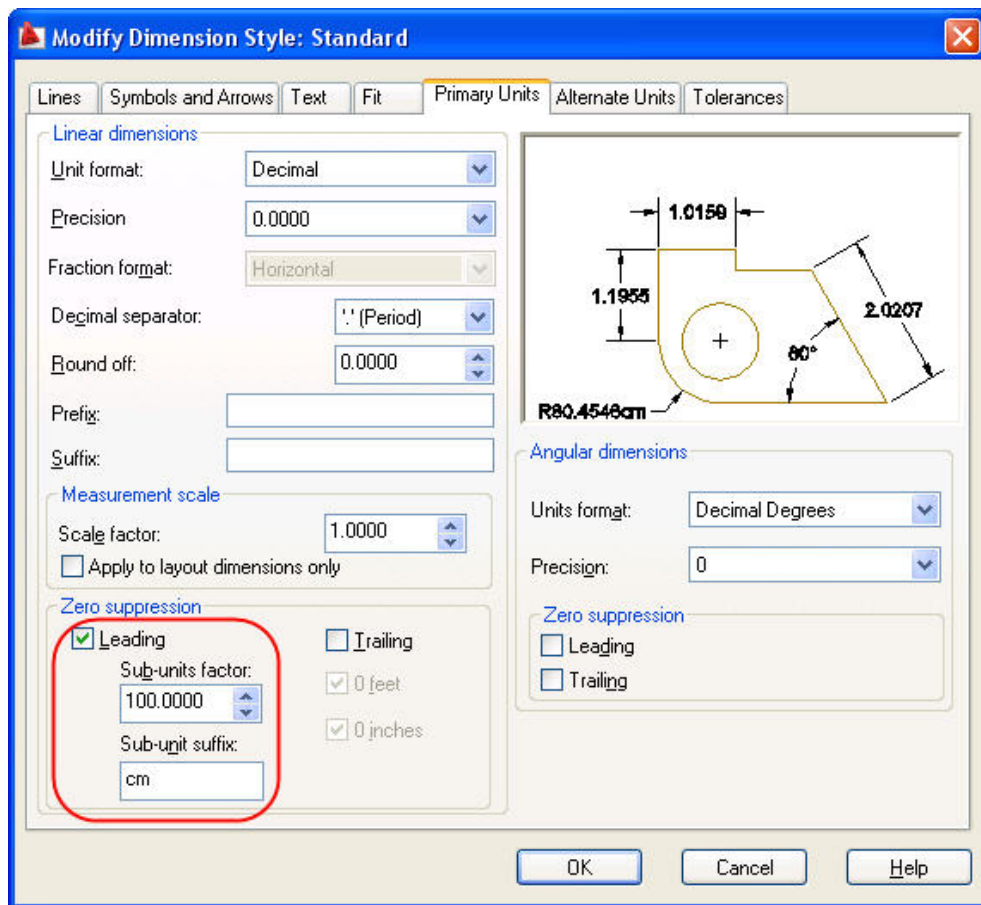 Modify Dimension Style: Standard
Lines
Symbols and Arrows
Text
Fit
Primary Units
Alternate Units
Tolerances
Linear dimensions
Unit format:
Decimal
Precision
0.0000
Fraction format:
Horizontal
Decimal separator:
'.' (Period)
Round off:
0.0000
Prefix:
Suffix:
Measurement scale
Scale factor:
1.0000
Apply to layout dimensions only
Zero suppression
Leading
Sub-units factor:
100.0000
Sub-unit suffix:
cm
Trailing
0 feet
0 inches
1.0159
1.1955
2.0207
60°
R80.4546cm
Angular dimensions
Units format:
Decimal Degrees
Precision:
0
Zero suppression
Leading
Trailing
OK
Cancel
Help